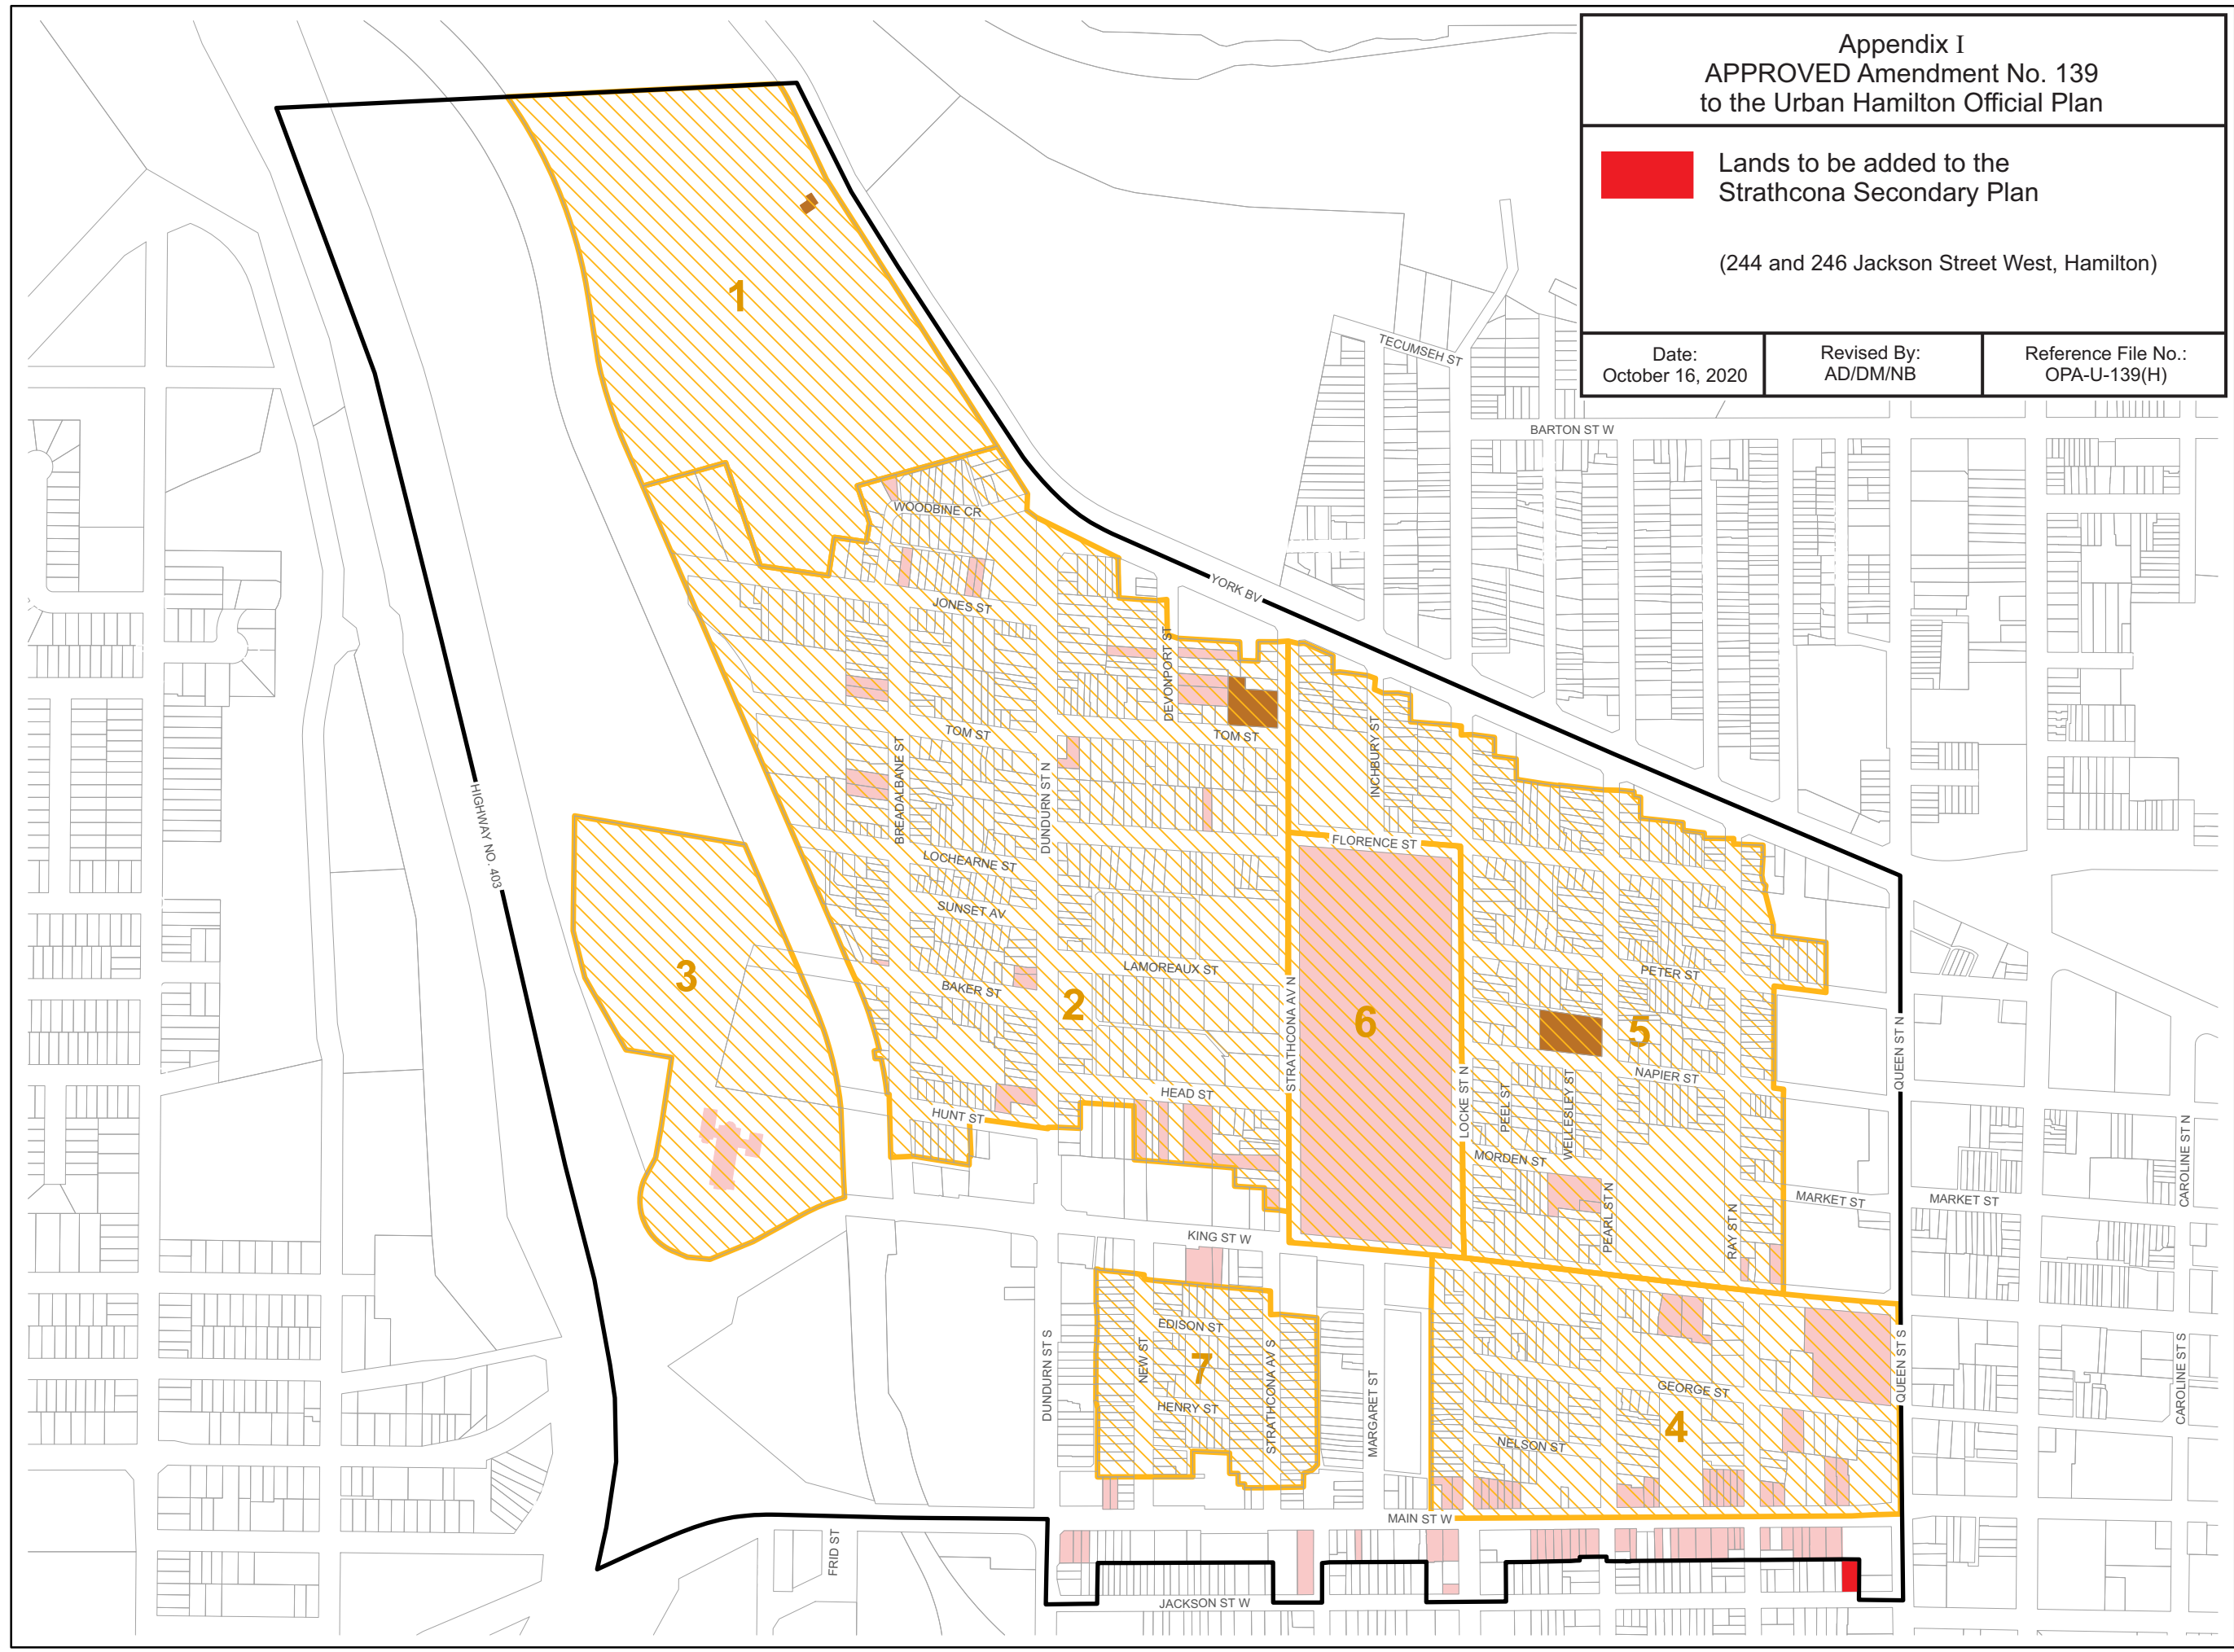 Appendix I
APPROVED Amendment No. 139
to the Urban Hamilton Official Plan
Lands to be added to the
Strathcona Secondary Plan
(244 and 246 Jackson Street West, Hamilton)
Date:
October 16, 2020
Revised By:
AD/DM/NB
Reference File No.:
OPA-U-139(H)
1
TECUMSEH ST
BARTON ST W
WOODBINE CR
YORK BV
JONES ST
DEVONPORT ST
TOM ST
TOM ST
INCHBURY ST
BREADALBANE ST
DUNDURN ST N
HIGHWAY NO. 403
FLORENCE ST
LOCHEARNE ST
SUNSET AV
LAMOREAUX ST
PETER ST
3
BAKER ST
2
STRATHCONA AV N
6
5
QUEEN ST N
NAPIER ST
HEAD ST
HUNT ST
LOCKE ST N
PEEL ST
WELLESLEY ST
MORDEN ST
CAROLINE ST N
MARKET ST
MARKET ST
PEARL ST N
RAY ST N
KING ST W
EDISON ST
DUNDURN ST S
NEW ST
7
STRATHCONA AV S
HENRY ST
MARGARET ST
GEORGE ST
QUEEN ST S
CAROLINE ST S
4
NELSON ST
MAIN ST W
FRID ST
JACKSON ST W